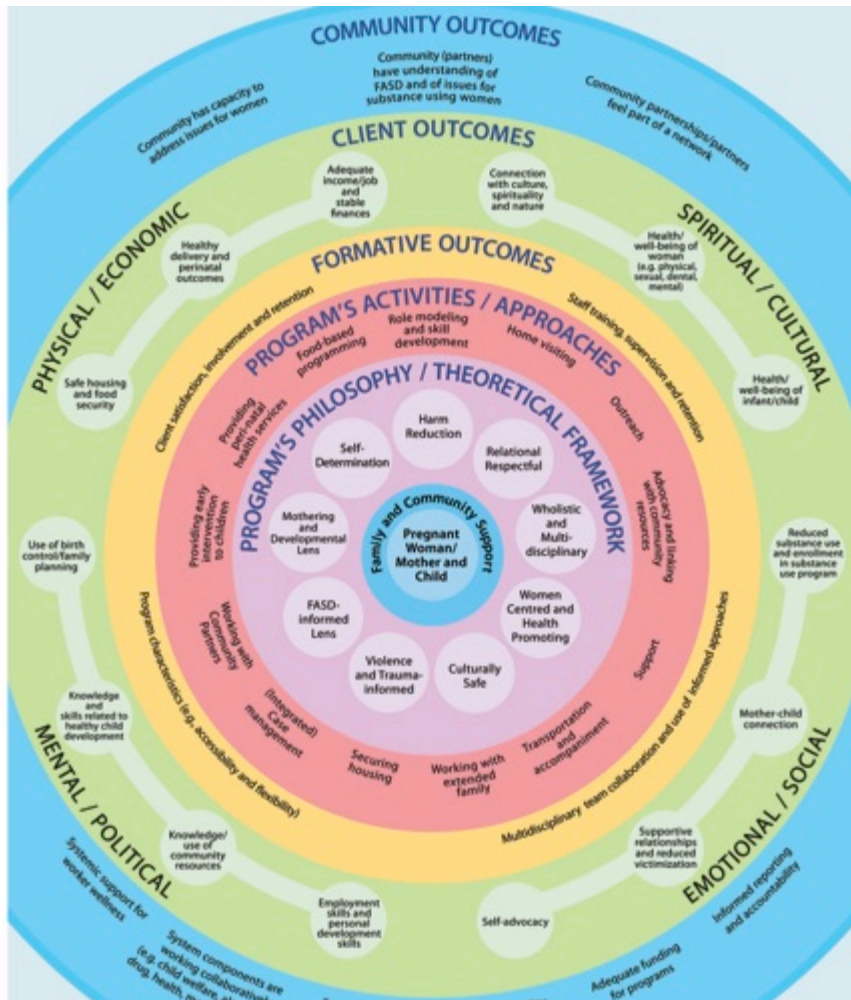 COMMUNITY OUTCOMES
Community (partners)
have understanding of
FASD and of issues for
substance using women
Community has capacity to
address issues for women
Community partnerships/partners
feel part of a network
CLIENT OUTCOMES
PHYSICAL / ECONOMIC
Adequate
income/job
and
stable
finances
Healthy
delivery and
perinatal
outcomes
Safe housing
and food
security
SPIRITUAL / CULTURAL
Connection
with culture,
spirituality
and nature
Health/
well-being of
woman
(e.g. physical,
sexual, dental,
mental)
Health/
well-being of
infant/child
MENTAL / POLITICAL
Use of birth
control/family
planning
Knowledge
and
skills related to
healthy child
development
Knowledge/
use of
community
resources
Employment
skills and
personal
development
skills
EMOTIONAL / SOCIAL
Reduced
substance use
and enrollment
in substance
use program
Mother-child
connection
Supportive
relationships
and reduced
victimization
Self-advocacy
FORMATIVE OUTCOMES
Client satisfaction, involvement and retention
Staff training, supervision and retention
Program characteristics (e.g., accessibility and flexibility)
Multidisciplinary team collaboration and use of informed approaches
PROGRAM'S ACTIVITIES / APPROACHES
Role modeling
and skill
development
Home visiting
Outreach
Advocacy and linking
with community
resources
Support
Transportation
and
accompaniment
Working with
extended
family
Securing
housing
(Integrated)
Case
management
Working with
Community
Partners
Providing early
intervention
to children
Providing
peri-natal
health services
Food-based
programming
PROGRAM'S PHILOSOPHY / THEORETICAL FRAMEWORK
Harm
Reduction
Relational
Respectful
Wholistic and
Multi-
disciplinary
Women
Centred and
Health
Promoting
Culturally
Safe
Violence
and Trauma-
informed
FASD-
informed
Lens
Mothering
and
Developmental
Lens
Self-
Determination
Family and Community Support
Pregnant
Woman/
Mother and
Child
Systemic support for
worker wellness
System components are
working collaboratively
(e.g. child welfare,
drug, health,
Informed reporting
and accountability
Adequate funding
for programs